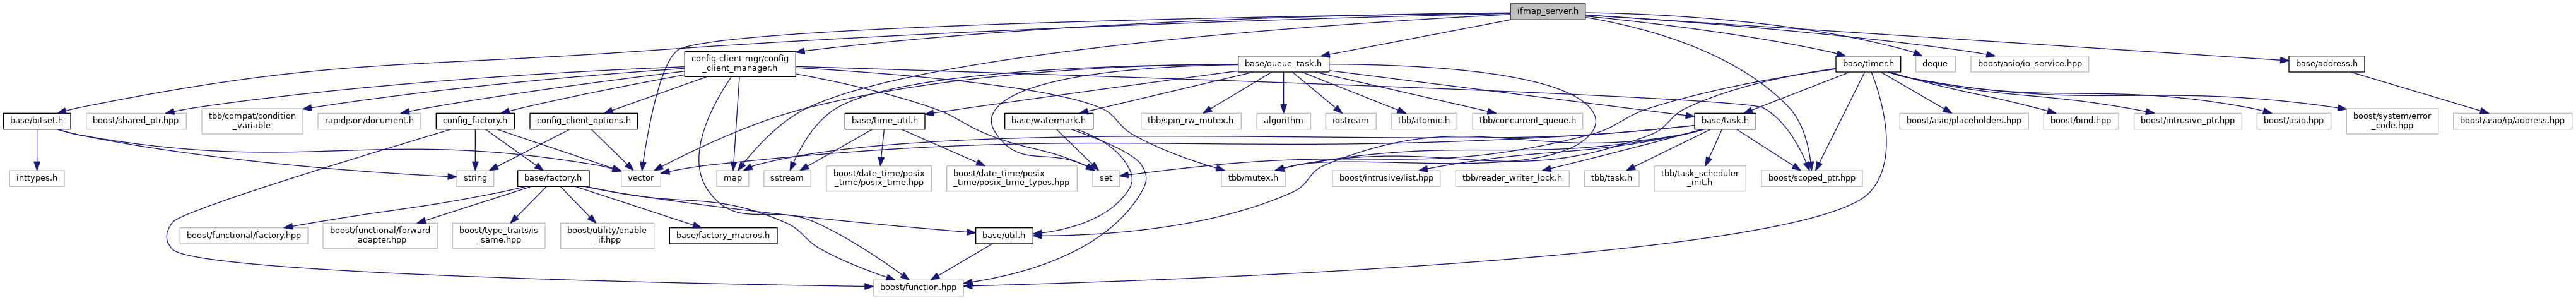 ifmap_server.h
config-client-mgr/config
_client_manager.h
base/queue_task.h
base/timer.h
deque
boost/asio/io_service.hpp
base/address.h
base/bitset.h
boost/shared_ptr.hpp
tbb/compat/condition
_variable
rapidjson/document.h
config_factory.h
config_client_options.h
base/time_util.h
base/watermark.h
tbb/spin_rw_mutex.h
algorithm
iostream
tbb/atomic.h
tbb/concurrent_queue.h
base/task.h
boost/asio/placeholders.hpp
boost/bind.hpp
boost/intrusive_ptr.hpp
boost/asio.hpp
boost/system/error
_code.hpp
boost/asio/ip/address.hpp
inttypes.h
string
base/factory.h
vector
map
sstream
boost/date_time/posix
_time/posix_time.hpp
boost/date_time/posix
_time/posix_time_types.hpp
set
tbb/mutex.h
boost/intrusive/list.hpp
tbb/reader_writer_lock.h
tbb/task.h
tbb/task_scheduler
_init.h
boost/scoped_ptr.hpp
boost/functional/factory.hpp
boost/functional/forward
_adapter.hpp
boost/type_traits/is
_same.hpp
boost/utility/enable
_if.hpp
base/factory_macros.h
base/util.h
boost/function.hpp